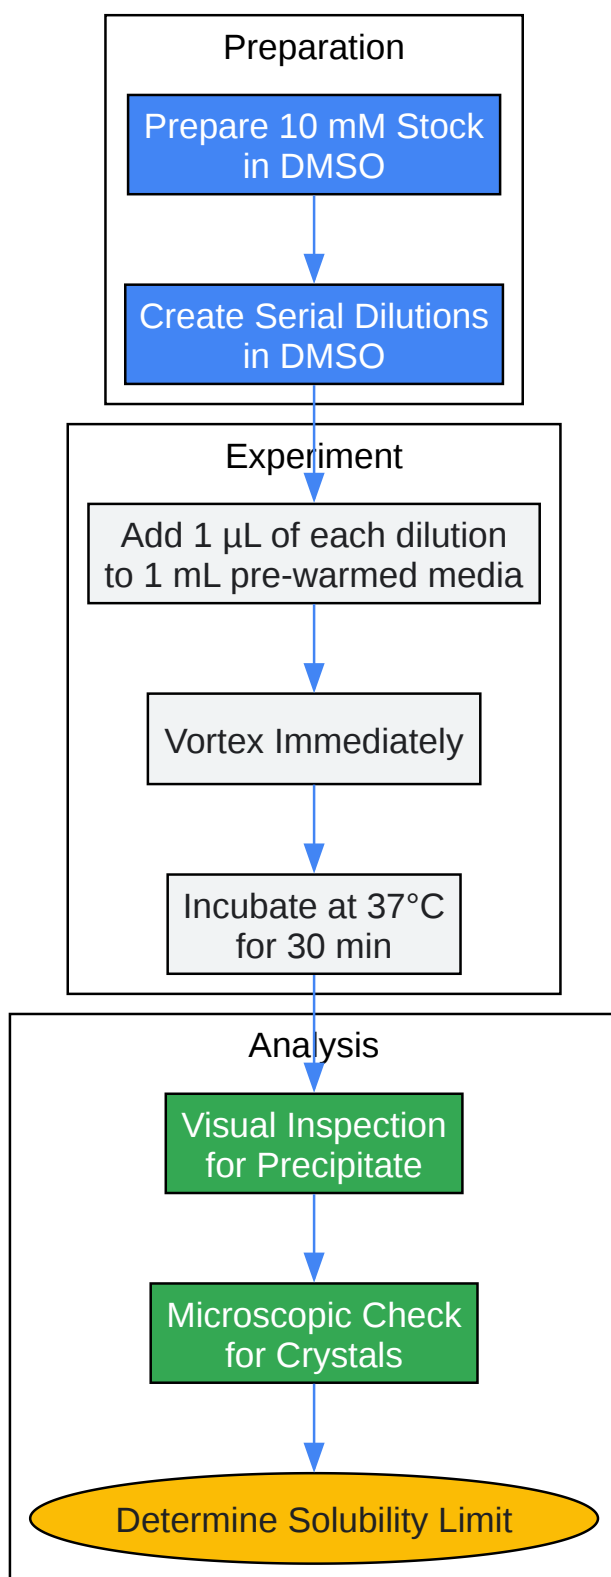 Preparation
Prepare 10 mM Stock
in DMSO
Create Serial Dilutions
in DMSO
Experiment
Add 1 µL of each dilution
to 1 mL pre-warmed media
Vortex Immediately
Incubate at 37°C
for 30 min
Analysis
Visual Inspection
for Precipitate
Microscopic Check
for Crystals
Determine Solubility Limit